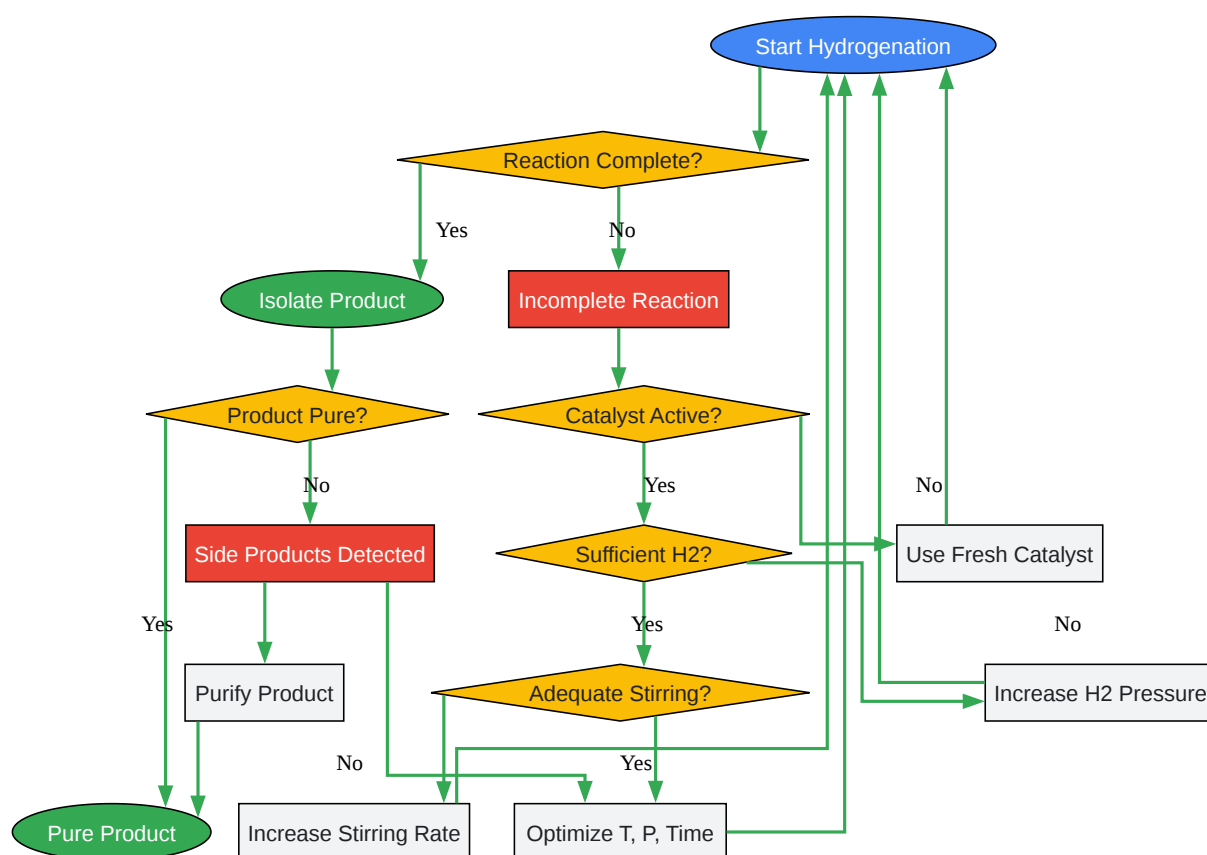 Start Hydrogenation
Reaction Complete?
Yes
No
Isolate Product
Incomplete Reaction
Product Pure?
Catalyst Active?
No
Yes
No
Side Products Detected
Sufficient H2?
Use Fresh Catalyst
Yes
Yes
No
Purify Product
Adequate Stirring?
Increase H2 Pressure
No
Yes
Pure Product
Increase Stirring Rate
Optimize T, P, Time